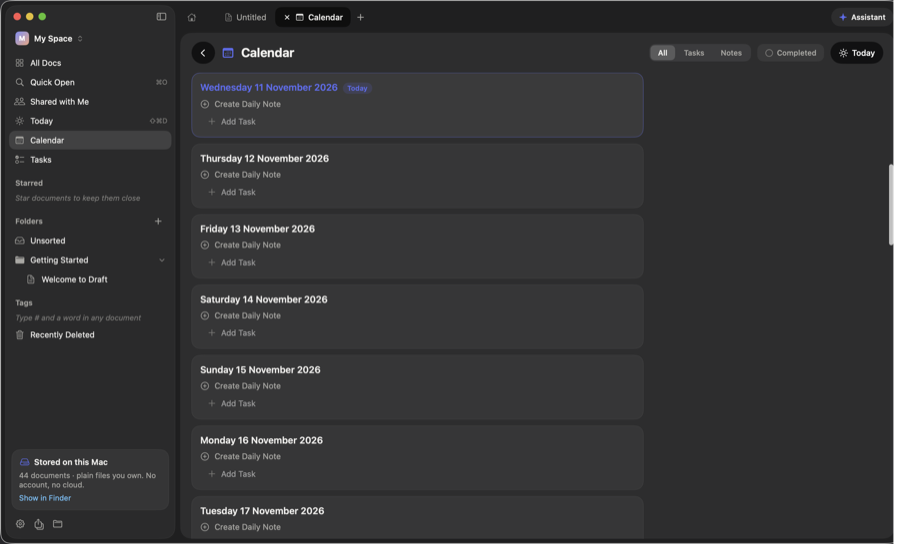 Untitled
Calendar
Assistant
M My Space
All Docs
Quick Open ⌘O
Shared with Me
Today ⇧⌘D
Calendar
Tasks
Starred
Star documents to keep them close
Folders
Unsorted
Getting Started
Welcome to Draft
Tags
Type # and a word in any document
Recently Deleted
Stored on this Mac
44 documents · plain files you own. No
account, no cloud.
Show in Finder
Calendar
All Tasks Notes
Completed
Today
Wednesday 11 November 2026 Today
Create Daily Note
Add Task
Thursday 12 November 2026
Create Daily Note
Add Task
Friday 13 November 2026
Create Daily Note
Add Task
Saturday 14 November 2026
Create Daily Note
Add Task
Sunday 15 November 2026
Create Daily Note
Add Task
Monday 16 November 2026
Create Daily Note
Add Task
Tuesday 17 November 2026
Create Daily Note